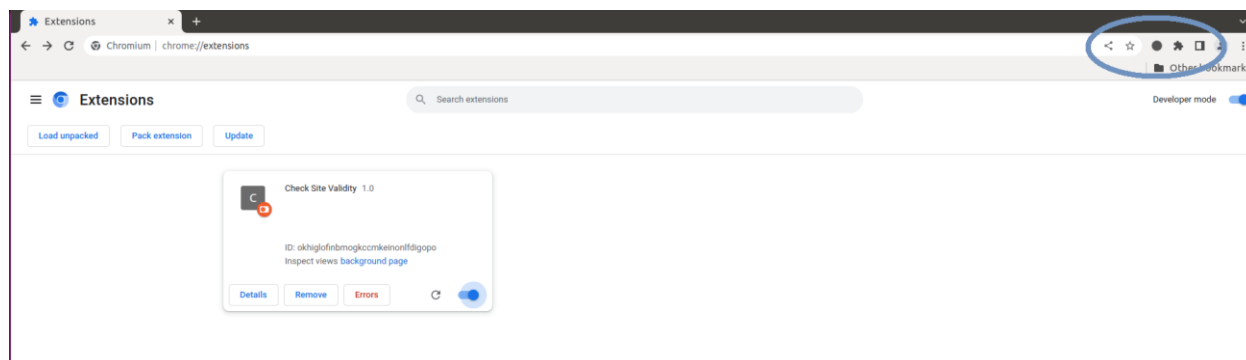 Extensions
Chromium | chrome://extensions
Other bookmark
Extensions
Search extensions
Developer mode
Load unpacked
Pack extension
Update
C
Check Site Validity 1.0
ID: okhiglofinbmogkccmkeinonlfdigopo
Inspect views background page
Details
Remove
Errors